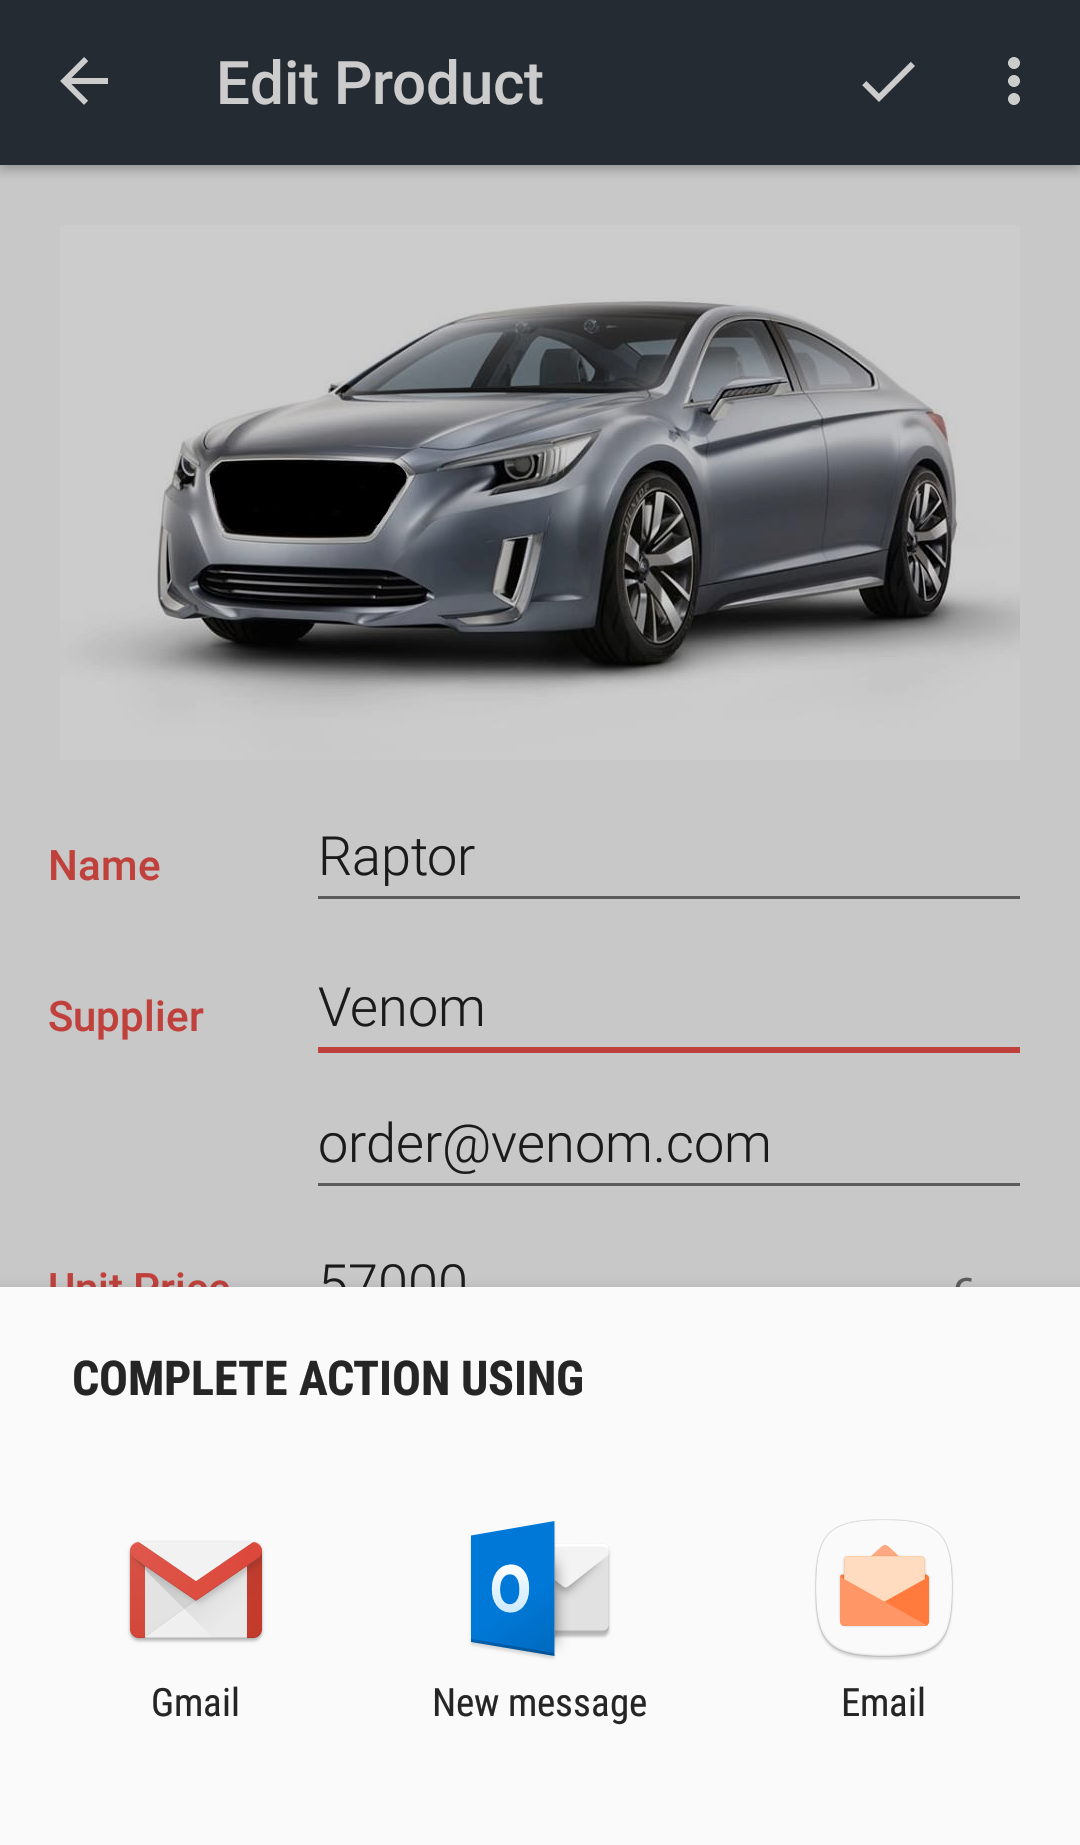 Edit Product
Name Raptor
Supplier Venom
order@venom.com
Unit Price 57000
COMPLETE ACTION USING
Gmail New message Email